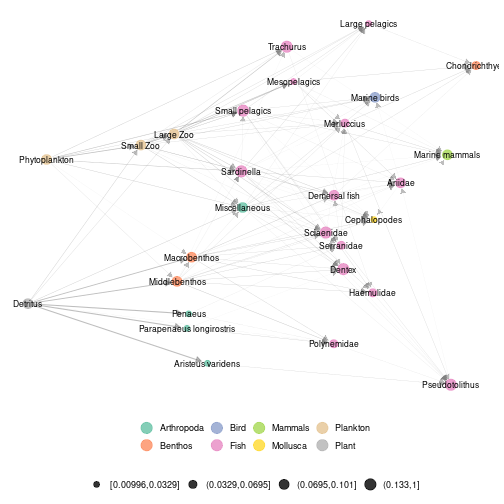 Large pelagics
Trachurus
Chondrichthye
Mesopelagics
Marine birds
Small pelagics
Merluccius
Large Zoo
Small Zoo
Marine mammals
Phytoplankton
Sardinella
Ariidae
Demersal fish
Miscellaneous
Cephalopodes
Sciaenidae
Serranidae
Macrobenthos
Dentex
Middlebenthos
Haemulidae
Detritus
Penaeus
Parapenaeus longirostris
Polynemidae
Aristeus varidens
Pseudotolithus
Arthropoda Bird Mammals Plankton
Benthos Fish Mollusca Plant
[0.00996,0.0329] (0.0329,0.0695] (0.0695,0.101] (0.133,1]